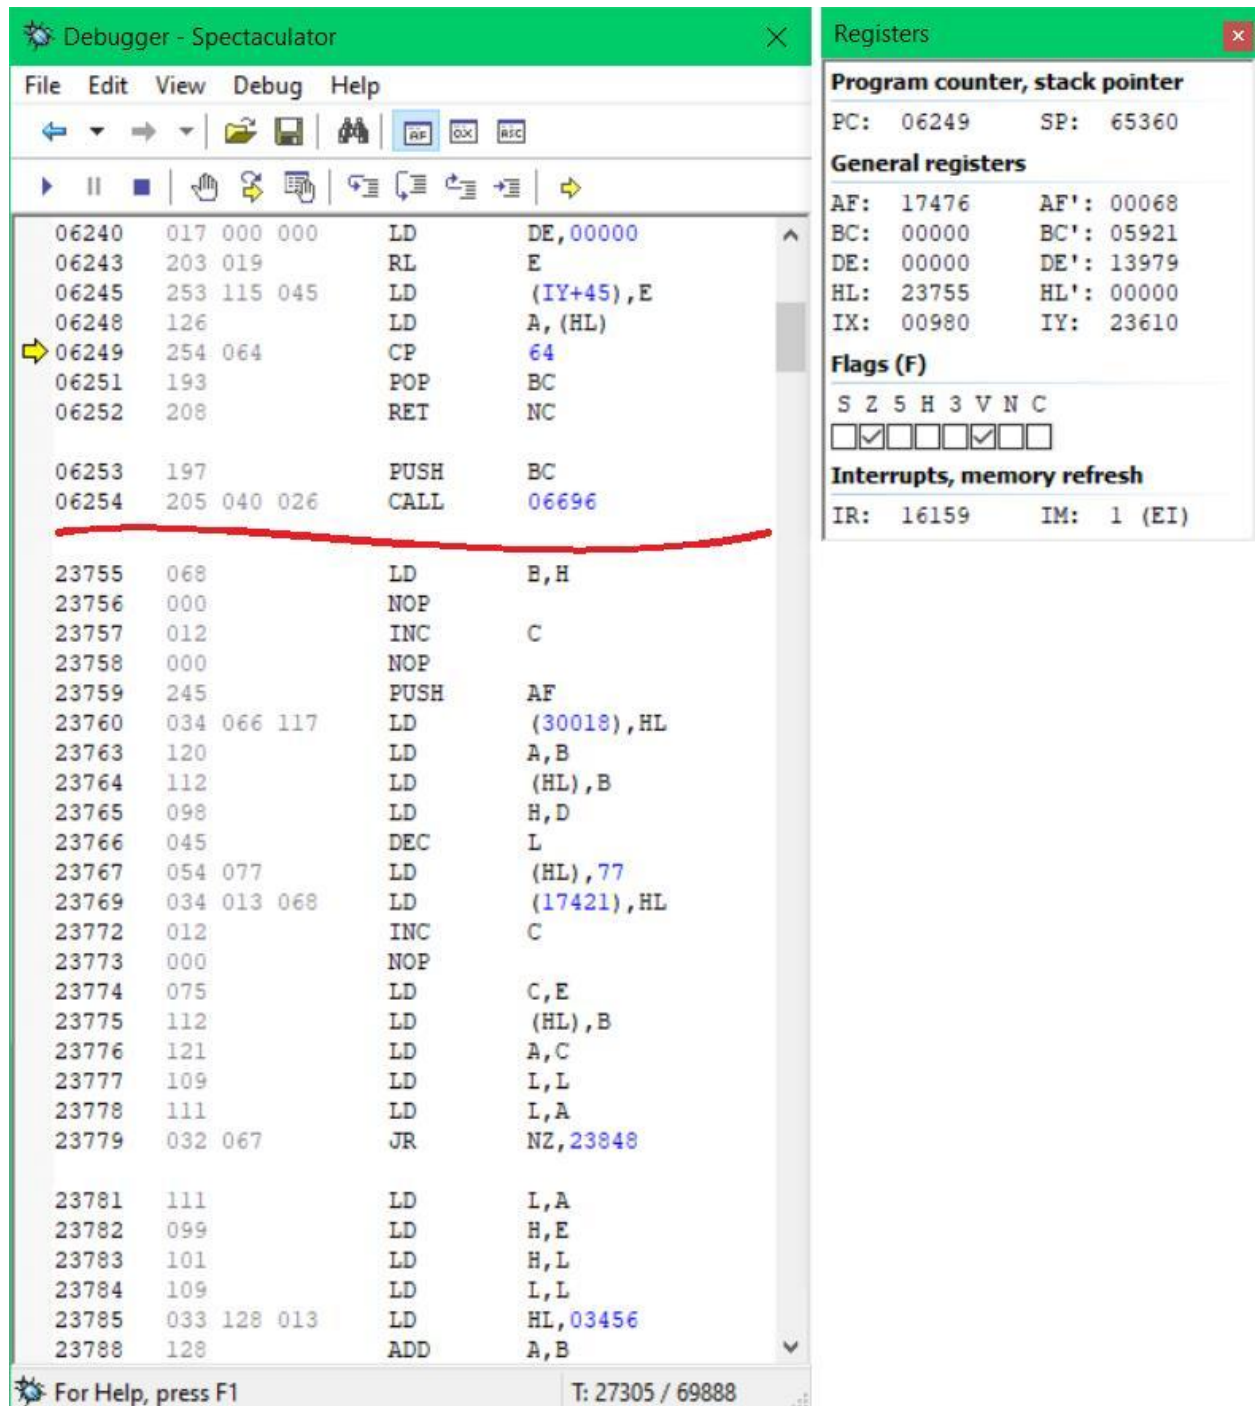 Debugger - Spectaculator
File Edit View Debug Help
AF 0X ASC
06240 017 000 000 LD DE,00000
06243 203 019 RL E
06245 253 115 045 LD (IY+45),E
06248 126 LD A,(HL)
06249 254 064 CP 64
06251 193 POP BC
06252 208 RET NC
06253 197 PUSH BC
06254 205 040 026 CALL 06696
23755 068 LD B,H
23756 000 NOP
23757 012 INC C
23758 000 NOP
23759 245 PUSH AF
23760 034 066 117 LD (30018),HL
23763 120 LD A,B
23764 112 LD (HL),B
23765 098 LD H,D
23766 045 DEC L
23767 054 077 LD (HL),77
23769 034 013 068 LD (17421),HL
23772 012 INC C
23773 000 NOP
23774 075 LD C,E
23775 112 LD (HL),B
23776 121 LD A,C
23777 109 LD L,L
23778 111 LD L,A
23779 032 067 JR NZ,23848
23781 111 LD L,A
23782 099 LD H,E
23783 101 LD H,L
23784 109 LD L,L
23785 033 128 013 LD HL,03456
23788 128 ADD A,B
For Help, press F1 T: 27305 / 69888
Registers
Program counter, stack pointer
PC: 06249 SP: 65360
General registers
AF: 17476 AF': 00068
BC: 00000 BC': 05921
DE: 00000 DE': 13979
HL: 23755 HL': 00000
IX: 00980 IY: 23610
Flags (F)
S Z 5 H 3 V N C
Interrupts, memory refresh
IR: 16159 IM: 1 (EI)